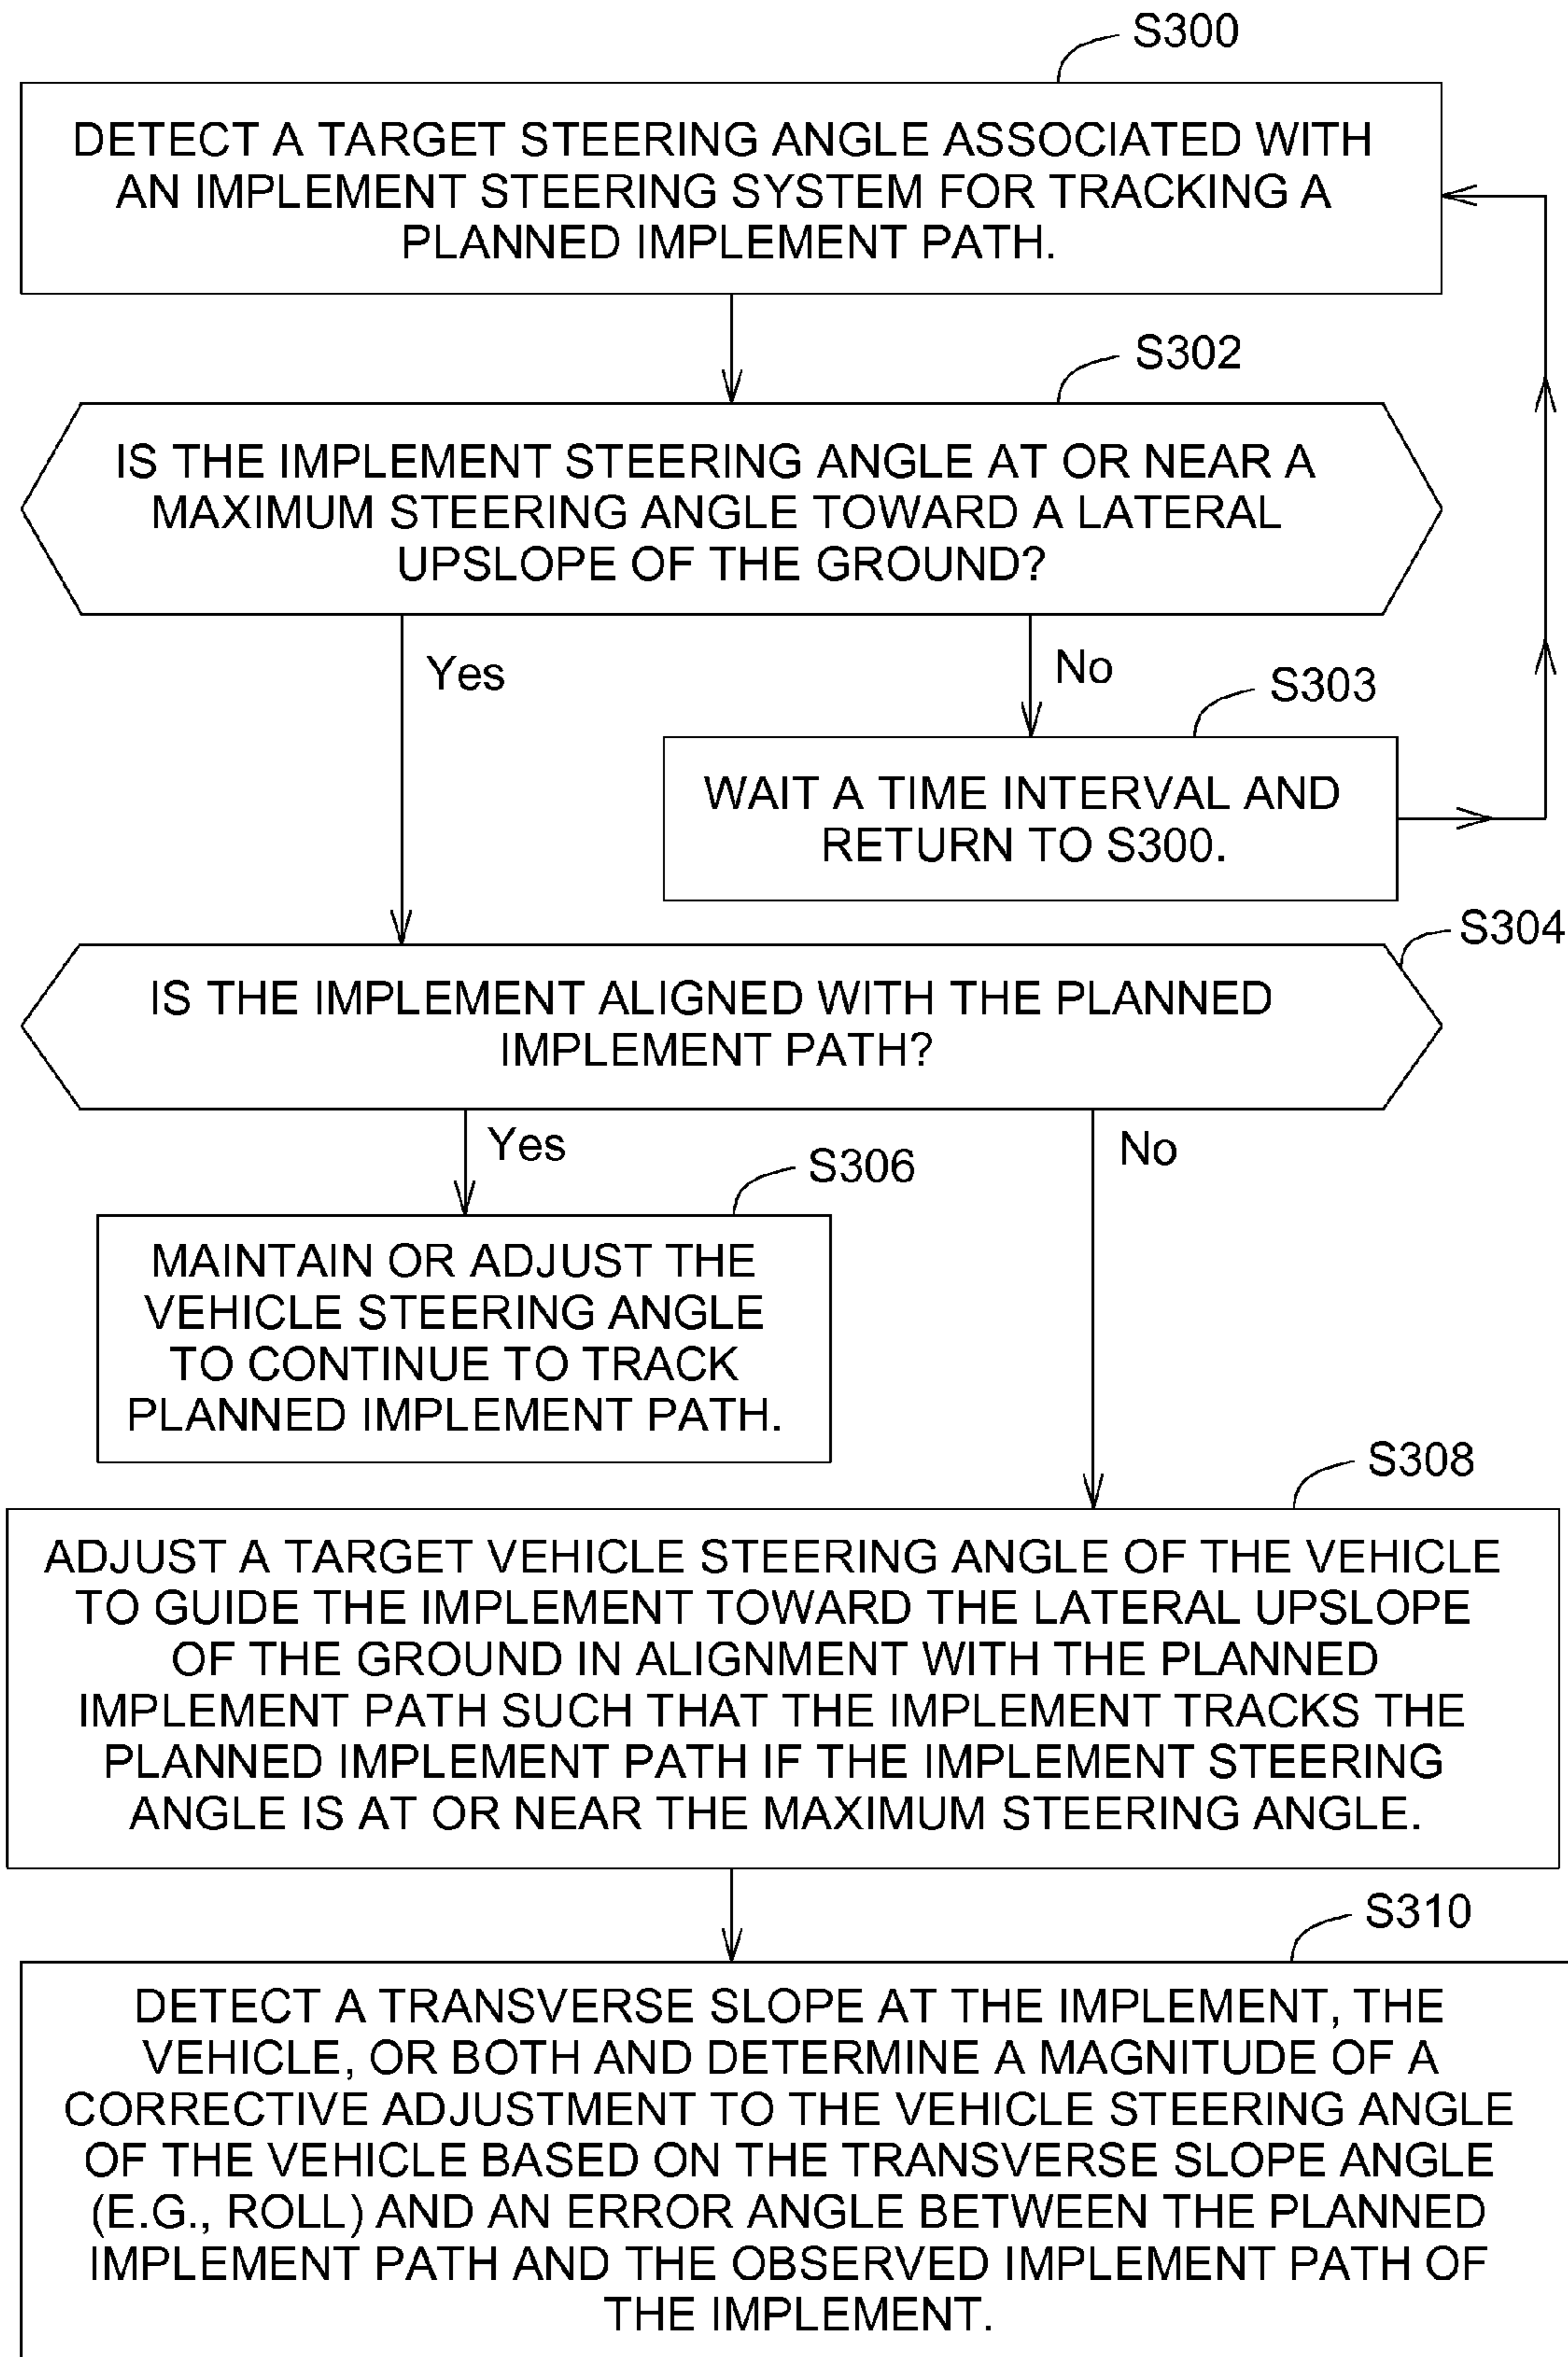 S300
DETECT A TARGET STEERING ANGLE ASSOCIATED WITH
AN IMPLEMENT STEERING SYSTEM FOR TRACKING A
PLANNED IMPLEMENT PATH.
S302
IS THE IMPLEMENT STEERING ANGLE AT OR NEAR A
MAXIMUM STEERING ANGLE TOWARD A LATERAL
UPSLOPE OF THE GROUND?
Yes
No
S303
WAIT A TIME INTERVAL AND
RETURN TO S300.
S304
IS THE IMPLEMENT ALIGNED WITH THE PLANNED
IMPLEMENT PATH?
Yes
No
S306
MAINTAIN OR ADJUST THE
VEHICLE STEERING ANGLE
TO CONTINUE TO TRACK
PLANNED IMPLEMENT PATH.
S308
ADJUST A TARGET VEHICLE STEERING ANGLE OF THE VEHICLE
TO GUIDE THE IMPLEMENT TOWARD THE LATERAL UPSLOPE
OF THE GROUND IN ALIGNMENT WITH THE PLANNED
IMPLEMENT PATH SUCH THAT THE IMPLEMENT TRACKS THE
PLANNED IMPLEMENT PATH IF THE IMPLEMENT STEERING
ANGLE IS AT OR NEAR THE MAXIMUM STEERING ANGLE.
S310
DETECT A TRANSVERSE SLOPE AT THE IMPLEMENT, THE
VEHICLE, OR BOTH AND DETERMINE A MAGNITUDE OF A
CORRECTIVE ADJUSTMENT TO THE VEHICLE STEERING ANGLE
OF THE VEHICLE BASED ON THE TRANSVERSE SLOPE ANGLE
(E.G., ROLL) AND AN ERROR ANGLE BETWEEN THE PLANNED
IMPLEMENT PATH AND THE OBSERVED IMPLEMENT PATH OF
THE IMPLEMENT.